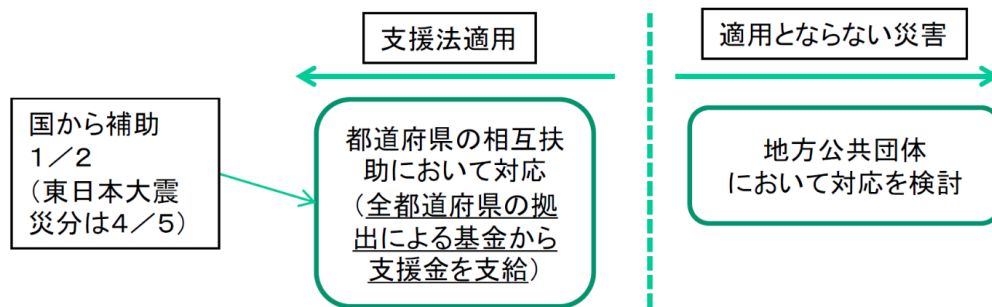 支援法適用
適用とならない災害
国から補助
1／2
（東日本大震
災分は4／5）
都道府県の相互扶
助において対応
（全都道府県の拠
出による基金から
支援金を支給）
地方公共団体
において対応を検討